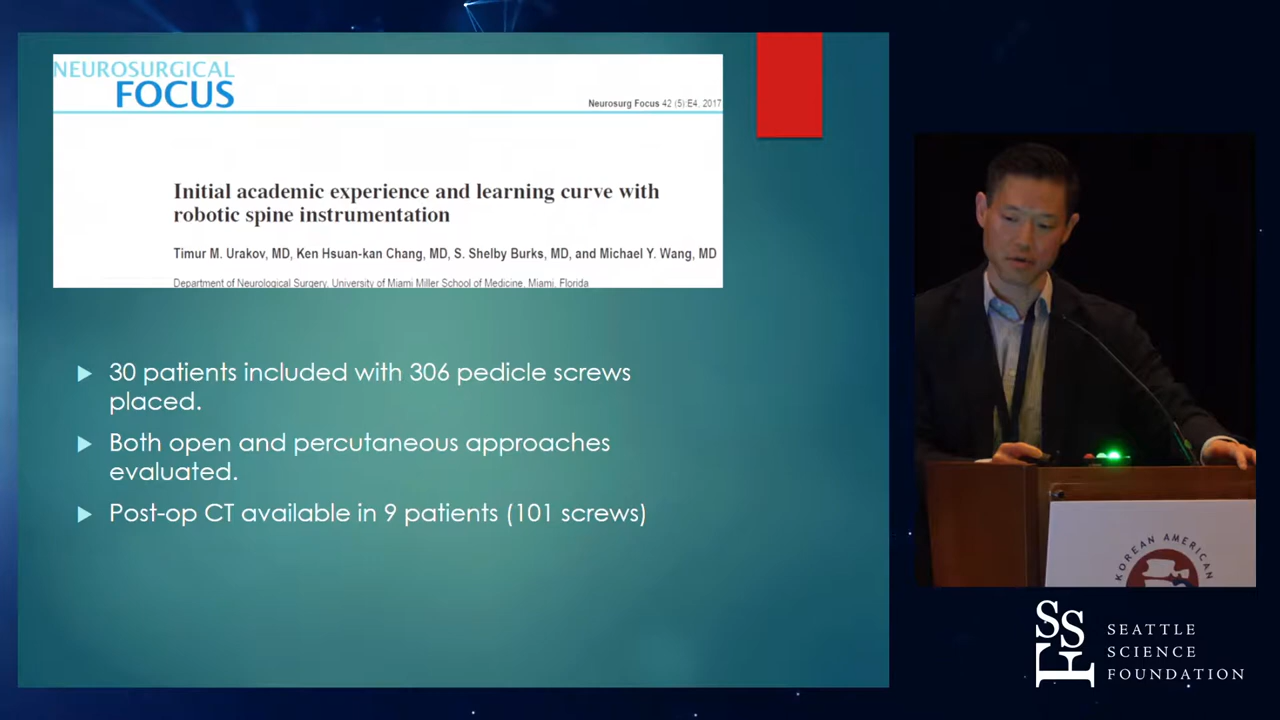 NEUROSURGICAL
FOCUS
Neurosurg Focus 42 (5):E4, 2017
Initial academic experience and learning curve with
robotic spine instrumentation
Timur M. Urakov, MD, Ken Hsuan-kan Chang, MD, S. Shelby Burks, MD, and Michael Y. Wang, MD
Department of Neurological Surgery, University of Miami Miller School of Medicine, Miami, Florida
30 patients included with 306 pedicle screws
placed.
Both open and percutaneous approaches
evaluated.
Post-op CT available in 9 patients (101 screws)
KOREAN AMERICAN
SSF
SEATTLE
SCIENCE
FOUNDATION